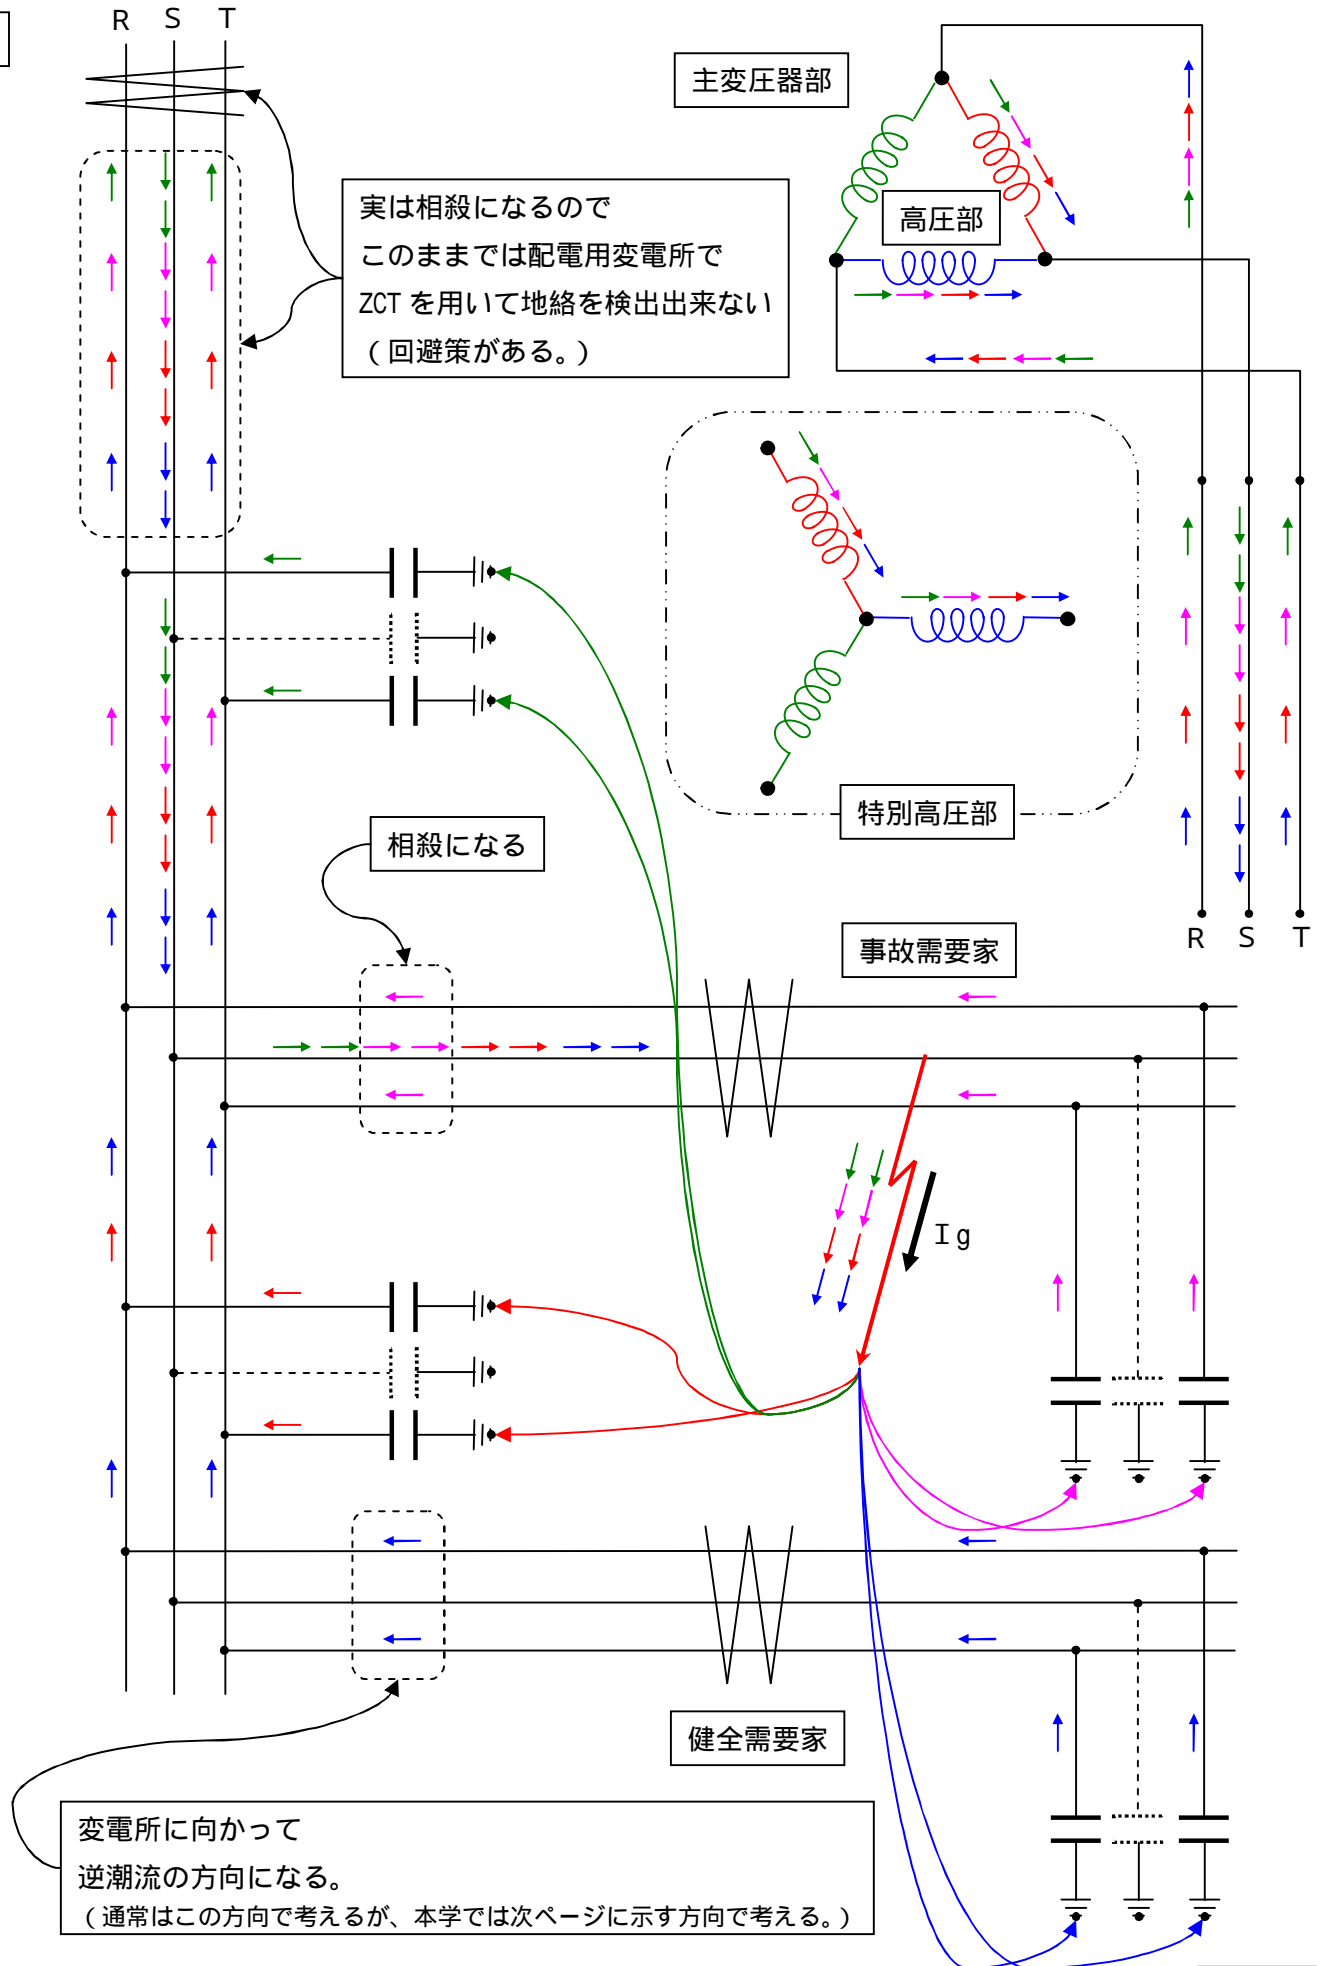 R S T
主変圧器部
実は相殺になるので
このままでは配電用変電所で
ZCT を用いて地絡を検出出来ない
(回避策がある。)
高圧部
特別高圧部
相殺になる
R S T
事故需要家
Ig
健全需要家
変電所に向かって
逆潮流の方向になる。
(通常はこの方向で考えるが、本学では次ページに示す方向で考える。)